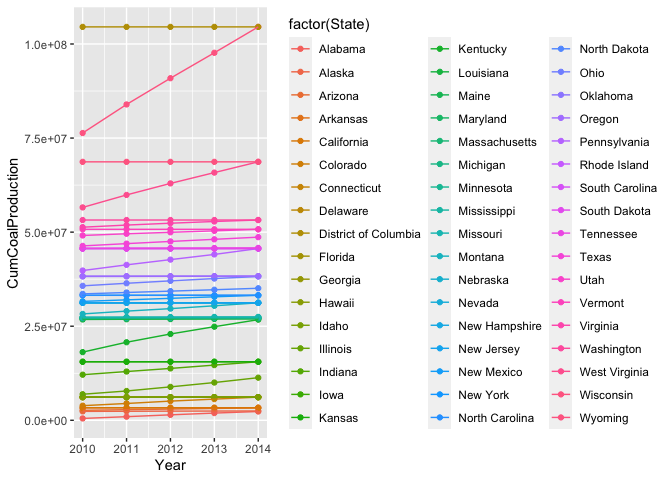 factor(State)
Alabama
Alaska
Arizona
Arkansas
California
Colorado
Connecticut
Delaware
District of Columbia
Florida
Georgia
Hawaii
Idaho
Illinois
Indiana
Iowa
Kansas
Kentucky
Louisiana
Maine
Maryland
Massachusetts
Michigan
Minnesota
Mississippi
Missouri
Montana
Nebraska
Nevada
New Hampshire
New Jersey
New Mexico
New York
North Carolina
North Dakota
Ohio
Oklahoma
Oregon
Pennsylvania
Rhode Island
South Carolina
South Dakota
Tennessee
Texas
Utah
Vermont
Virginia
Washington
West Virginia
Wisconsin
Wyoming
CumCoalProduction
1.0e+08
7.5e+07
5.0e+07
2.5e+07
0.0e+00
2010 2011 2012 2013 2014
Year